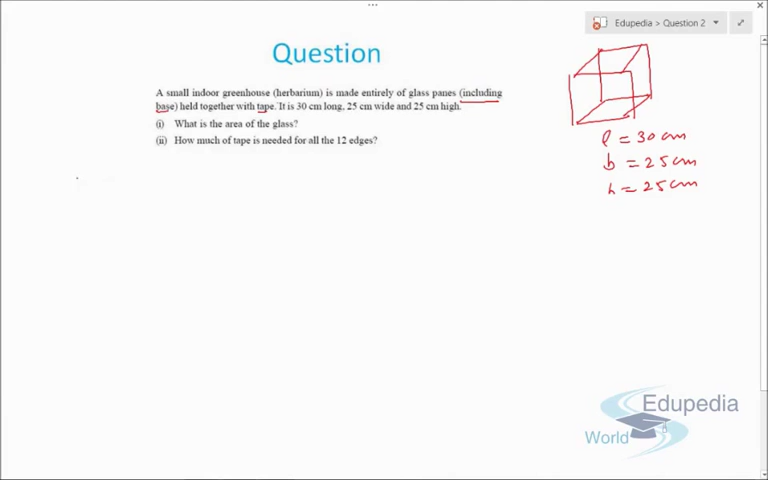 Edupedia > Question 2
Question
A small indoor greenhouse (herbarium) is made entirely of glass panes (including
base) held together with tape. It is 30 cm long, 25 cm wide and 25 cm high.
(i) What is the area of the glass?
(ii) How much of tape is needed for all the 12 edges?
l = 30 cm
b = 25 cm
h = 25 cm
Edupedia
World